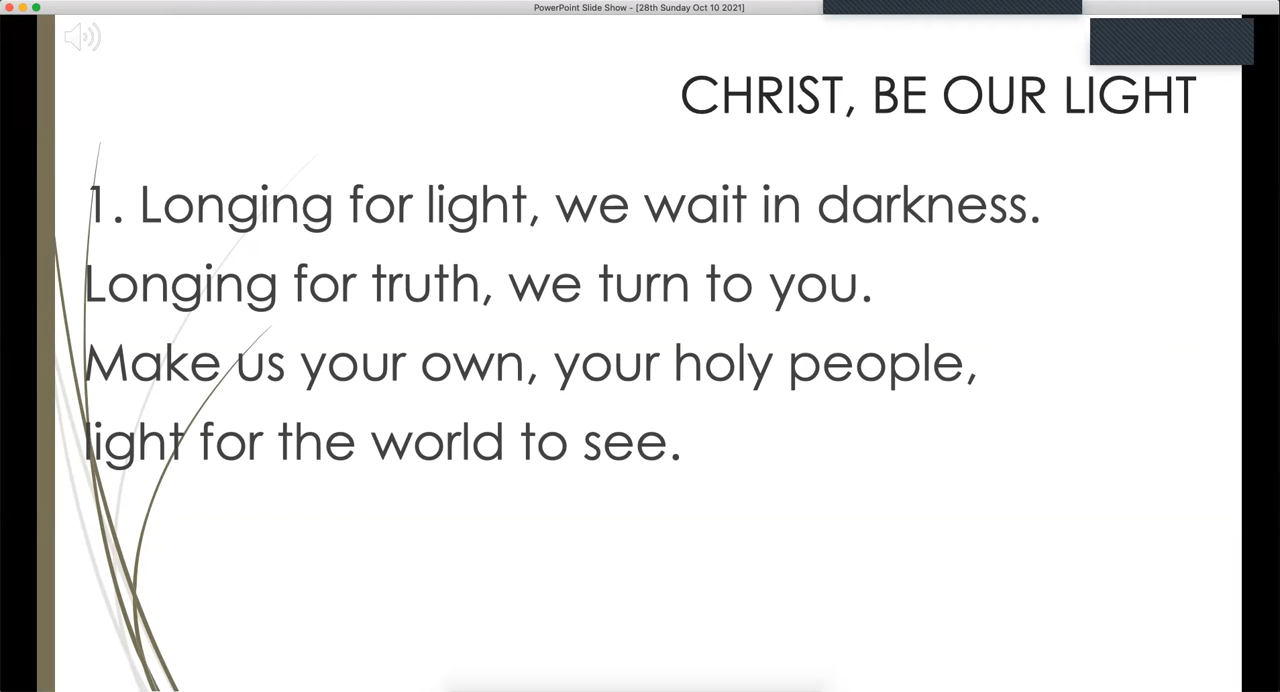 PowerPoint Slide Show - [28th Sunday Oct 10 2021]
CHRIST, BE OUR LIGHT
1. Longing for light, we wait in darkness.
Longing for truth, we turn to you.
Make us your own, your holy people,
light for the world to see.